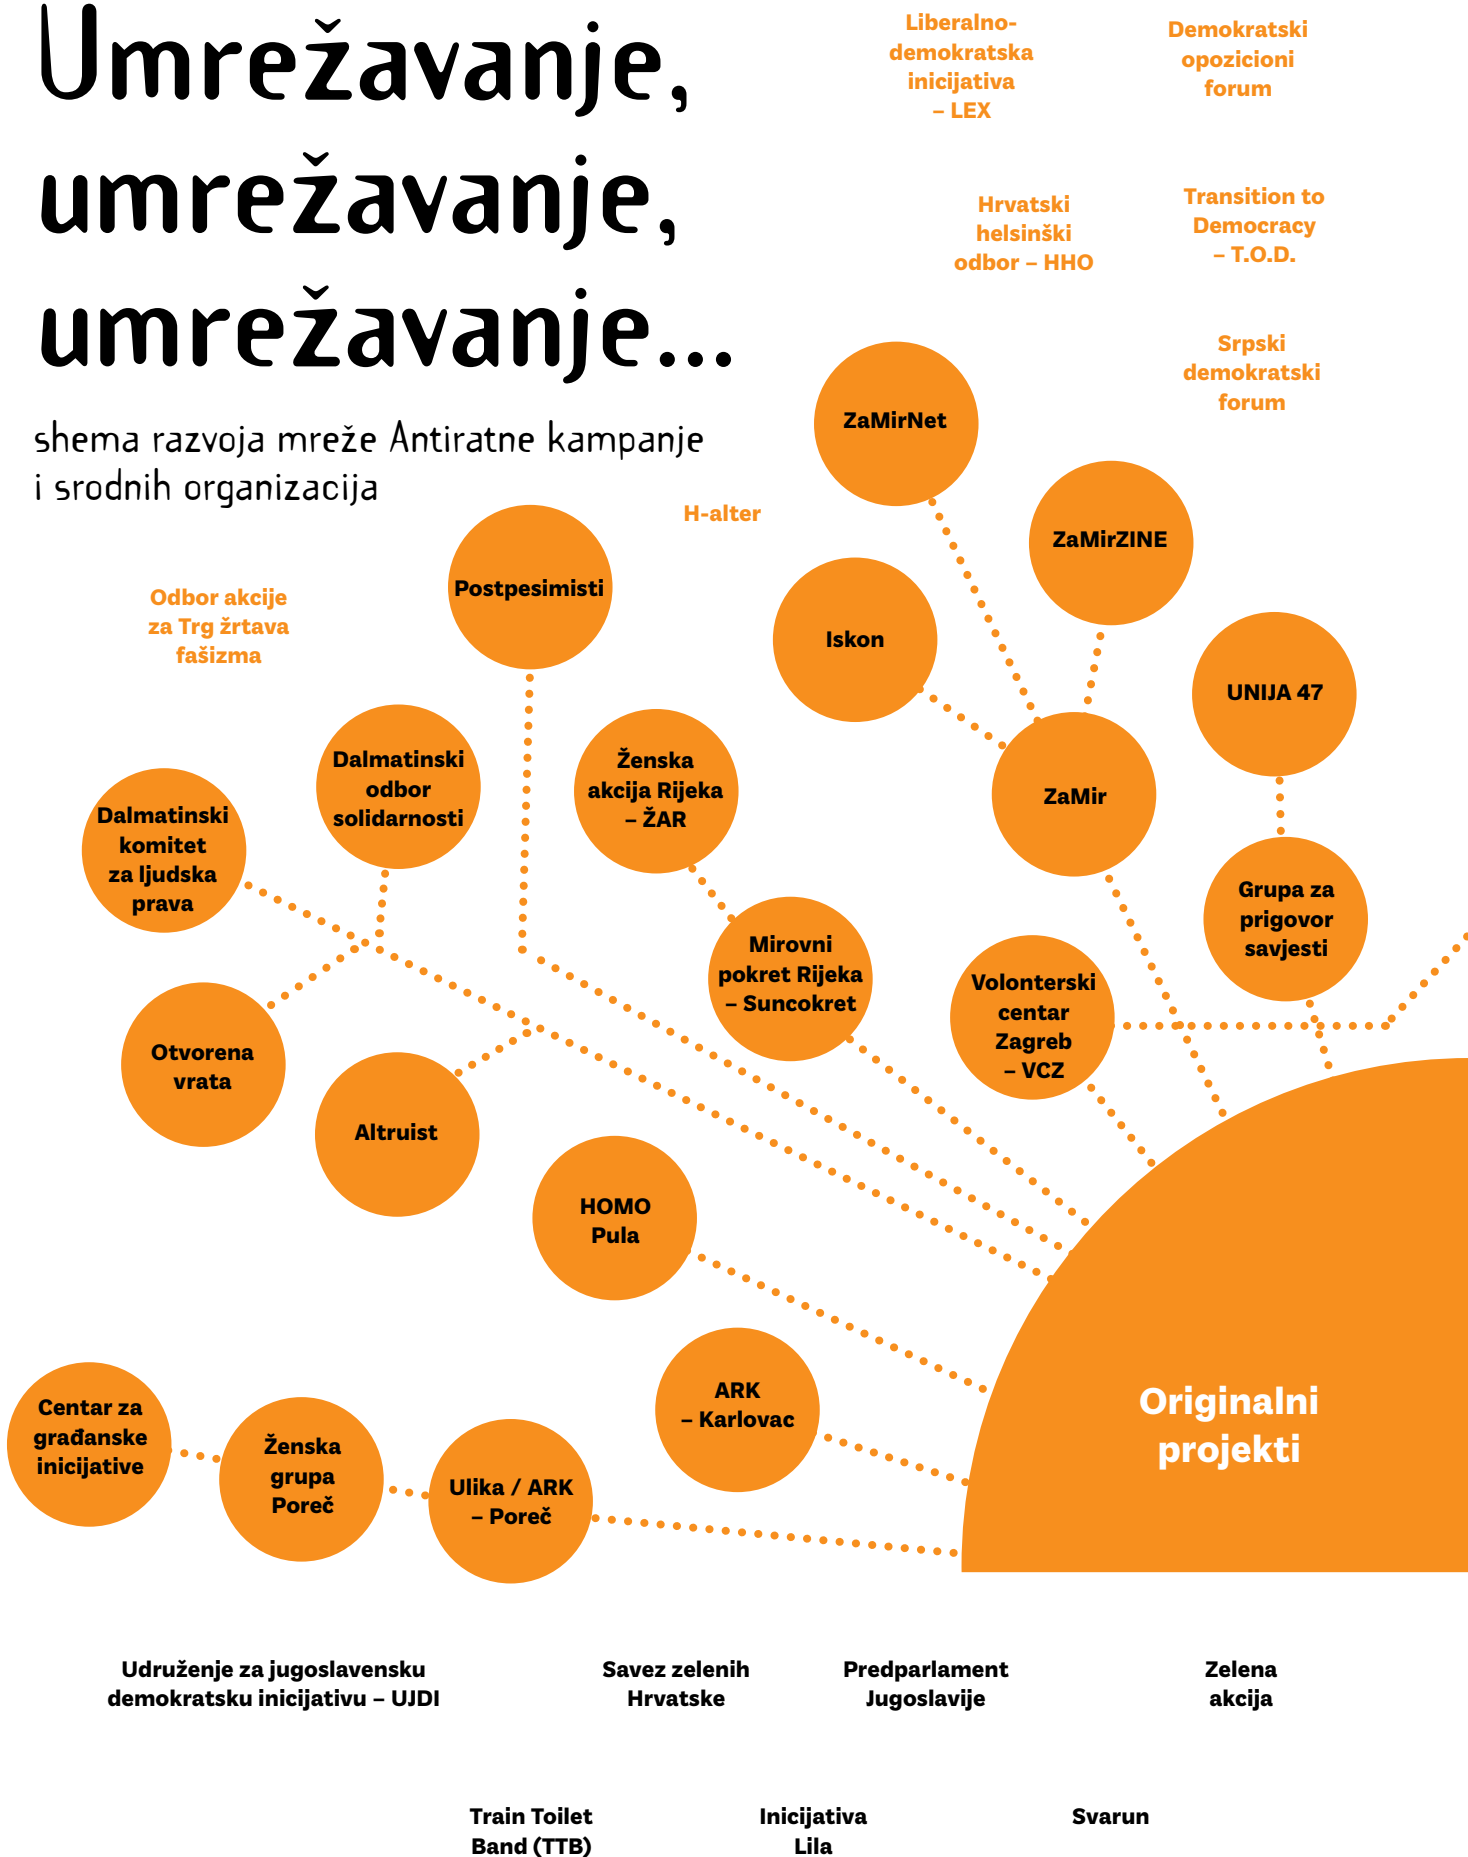 Umrežavanje,
umrežavanje,
umrežavanje...
shema razvoja mreže Antiratne kampanje
i srodnih organizacija
Liberalno-
demokratska
inicijativa
– LEX
Demokratski
opozicioni
forum
Hrvatski
helsinški
odbor – HHO
Transition to
Democracy
– T.O.D.
Srpski
demokratski
forum
ZaMirNet
H-alter
ZaMirZINE
Postpesimisti
Odbor akcije
za Trg žrtava
fašizma
Iskon
UNIJA 47
Dalmatinski
odbor
solidarnosti
Ženska
akcija Rijeka
– ŽAR
ZaMir
Dalmatinski
komitet
za ljudska
prava
Grupa za
prigovor
savjesti
Mirovni
pokret Rijeka
– Suncokret
Volonterski
centar
Zagreb
– VCZ
Otvorena
vrata
Altruist
HOMO
Pula
ARK
– Karlovac
Originalni
projekti
Centar za
građanske
inicijative
Ženska
grupa
Poreč
Ulika / ARK
– Poreč
Udruženje za jugoslavensku
demokratsku inicijativu – UJDI
Savez zelenih
Hrvatske
Predparlament
Jugoslavije
Zelena
akcija
Train Toilet
Band (TTB)
Inicijativa
Lila
Svarun